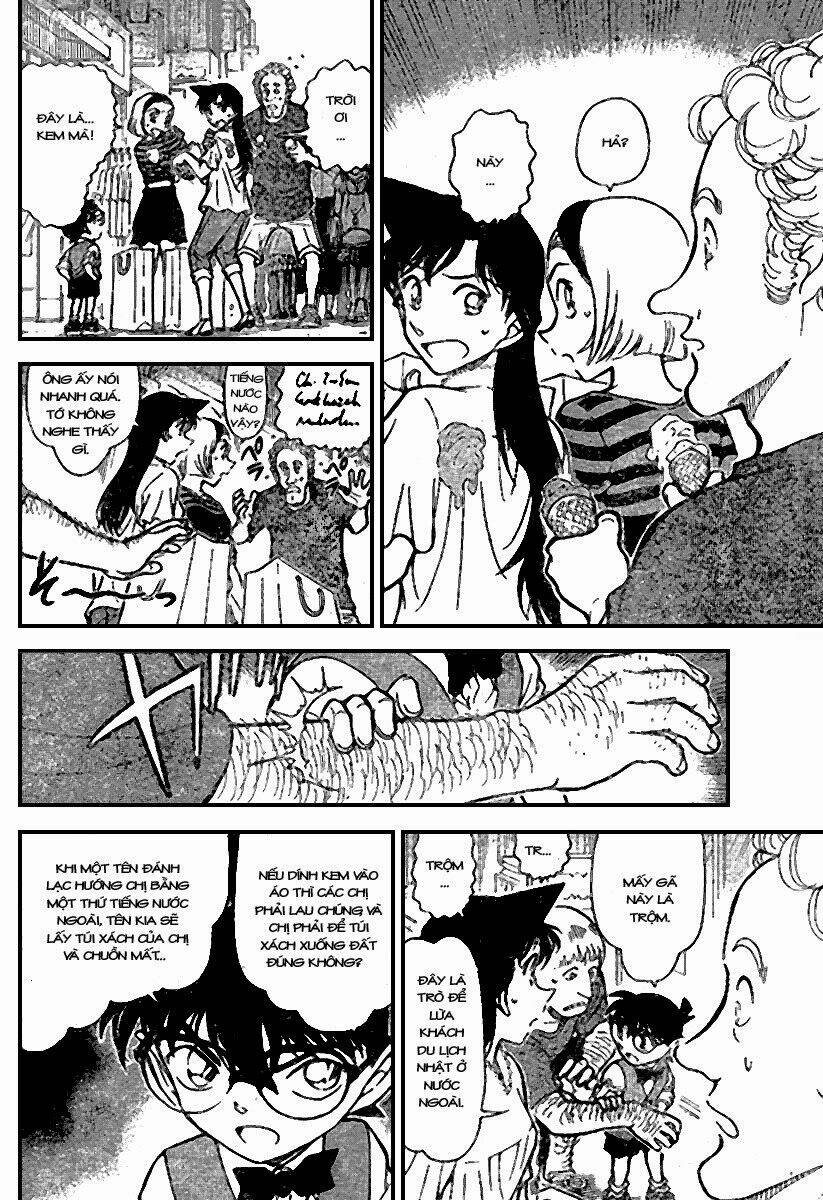 HẢ?
NÀY
...
TRỜI
ƠI
...
ĐÂY LÀ...
KEM MÀ!
TIẾNG
NƯỚC
NÀO
VẬY?
ÔNG ẤY NÓI
NHANH QUÁ.
TỚ KHÔNG
NGHE THẤY
GÌ.
MẤY GÃ
NÀY LÀ
TRỘM.
TR...
TRỘM
...
ĐÂY LÀ
TRÒ ĐỂ
LỪA
KHÁCH
DU LỊCH
NHẬT Ở
NƯỚC
NGOÀI.
NẾU DÍNH KEM VÀO
ÁO THÌ CÁC CHỊ
PHẢI LAU CHÚNG VÀ
CHỊ PHẢI ĐỂ TÚI
XÁCH XUỐNG ĐẤT
ĐÚNG KHÔNG?
KHI MỘT TÊN ĐÁNH
LẠC HƯỚNG CHỊ BẰNG
MỘT THỨ TIẾNG NƯỚC
NGOÀI, TÊN KIA SẼ
LẤY TÚI XÁCH CỦA CHỊ
VÀ CHUỒN MẤT...